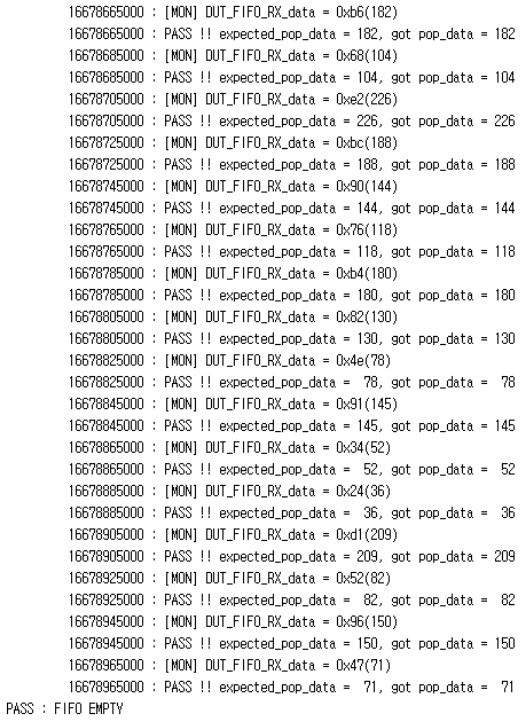 16678665000 : [MON] DUT_FIFO_RX_data = 0xb6(182)
16678665000 : PASS !! expected_pop_data = 182, got pop_data = 182
16678685000 : [MON] DUT_FIFO_RX_data = 0x68(104)
16678685000 : PASS !! expected_pop_data = 104, got pop_data = 104
16678705000 : [MON] DUT_FIFO_RX_data = 0xe2(226)
16678705000 : PASS !! expected_pop_data = 226, got pop_data = 226
16678725000 : [MON] DUT_FIFO_RX_data = 0xbc(188)
16678725000 : PASS !! expected_pop_data = 188, got pop_data = 188
16678745000 : [MON] DUT_FIFO_RX_data = 0x90(144)
16678745000 : PASS !! expected_pop_data = 144, got pop_data = 144
16678765000 : [MON] DUT_FIFO_RX_data = 0x76(118)
16678765000 : PASS !! expected_pop_data = 118, got pop_data = 118
16678785000 : [MON] DUT_FIFO_RX_data = 0xb4(180)
16678785000 : PASS !! expected_pop_data = 180, got pop_data = 180
16678805000 : [MON] DUT_FIFO_RX_data = 0x82(130)
16678805000 : PASS !! expected_pop_data = 130, got pop_data = 130
16678825000 : [MON] DUT_FIFO_RX_data = 0x4e(78)
16678825000 : PASS !! expected_pop_data =  78, got pop_data =  78
16678845000 : [MON] DUT_FIFO_RX_data = 0x91(145)
16678845000 : PASS !! expected_pop_data = 145, got pop_data = 145
16678865000 : [MON] DUT_FIFO_RX_data = 0x34(52)
16678865000 : PASS !! expected_pop_data =  52, got pop_data =  52
16678885000 : [MON] DUT_FIFO_RX_data = 0x24(36)
16678885000 : PASS !! expected_pop_data =  36, got pop_data =  36
16678905000 : [MON] DUT_FIFO_RX_data = 0xd1(209)
16678905000 : PASS !! expected_pop_data = 209, got pop_data = 209
16678925000 : [MON] DUT_FIFO_RX_data = 0x52(82)
16678925000 : PASS !! expected_pop_data =  82, got pop_data =  82
16678945000 : [MON] DUT_FIFO_RX_data = 0x96(150)
16678945000 : PASS !! expected_pop_data = 150, got pop_data = 150
16678965000 : [MON] DUT_FIFO_RX_data = 0x47(71)
16678965000 : PASS !! expected_pop_data =  71, got pop_data =  71
PASS : FIFO EMPTY